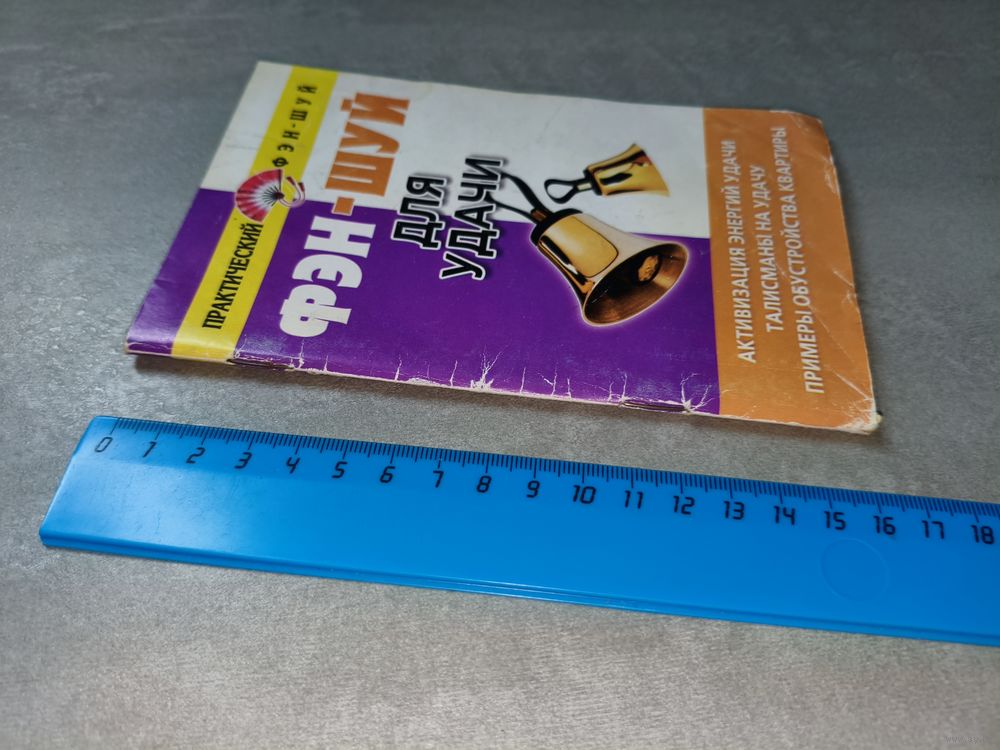 ПРАКТИЧЕСКИЙ ФЭН-ШУЙ
ФЭН-ШУЙ
ДЛЯ
УДАЧИ
АКТИВИЗАЦИЯ ЭНЕРГИЙ УДАЧИ
ТАЛИСМАНЫ НА УДАЧУ
ПРИМЕРЫ ОБУСТРОЙСТВА КВАРТИРЫ
0 1 2 3 4 5 6 7 8 9 10 11 12 13 14 15 16 17 18